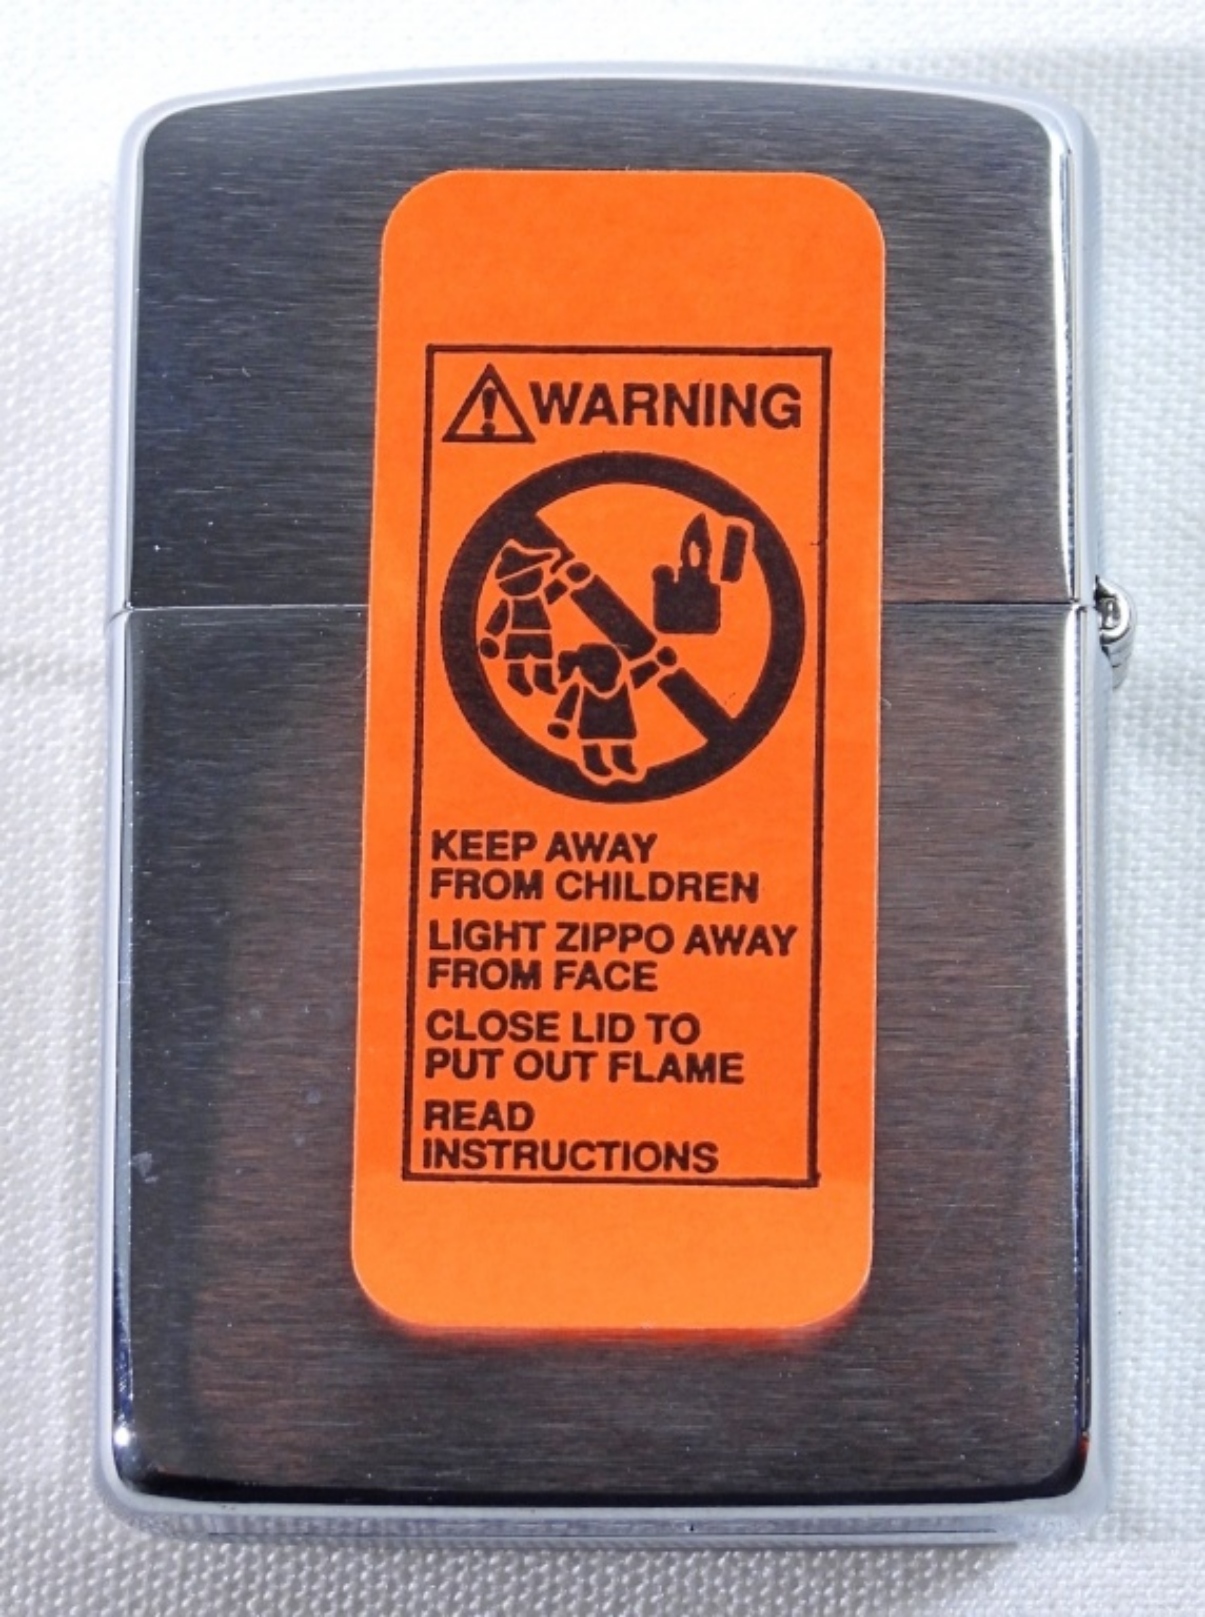 WARNING
KEEP AWAY
FROM CHILDREN
LIGHT ZIPPO AWAY
FROM FACE
CLOSE LID TO
PUT OUT FLAME
READ
INSTRUCTIONS